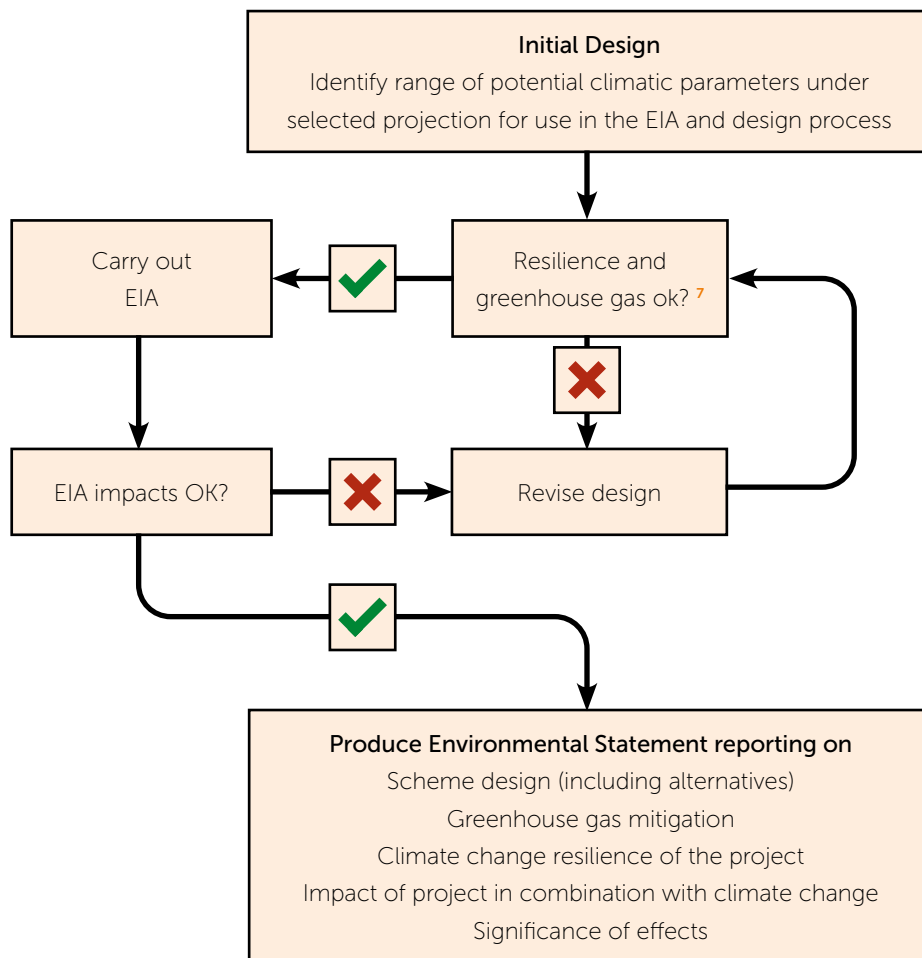 Initial Design
Identify range of potential climatic parameters under
selected projection for use in the EIA and design process
Carry out
EIA
Resilience and
greenhouse gas ok? 7
EIA impacts OK?
Revise design
Produce Environmental Statement reporting on
Scheme design (including alternatives)
Greenhouse gas mitigation
Climate change resilience of the project
Impact of project in combination with climate change
Significance of effects